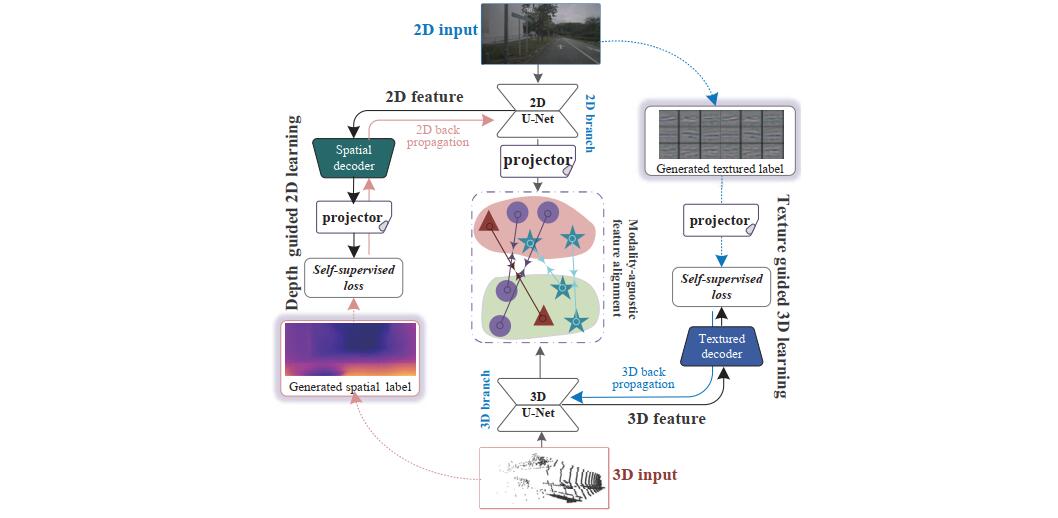 2D input
2D feature
2D
U-Net
2D branch
2D back
propagation
Spatial
decoder
projector
projector
Generated textured label
Depth guided 2D learning
projector
Self-supervised
loss
Modality-agnostic
feature alignment
Texture guided 3D learning
Self-supervised
loss
Generated spatial label
Textured
decoder
3D back
propagation
3D branch
3D
U-Net
3D feature
3D input